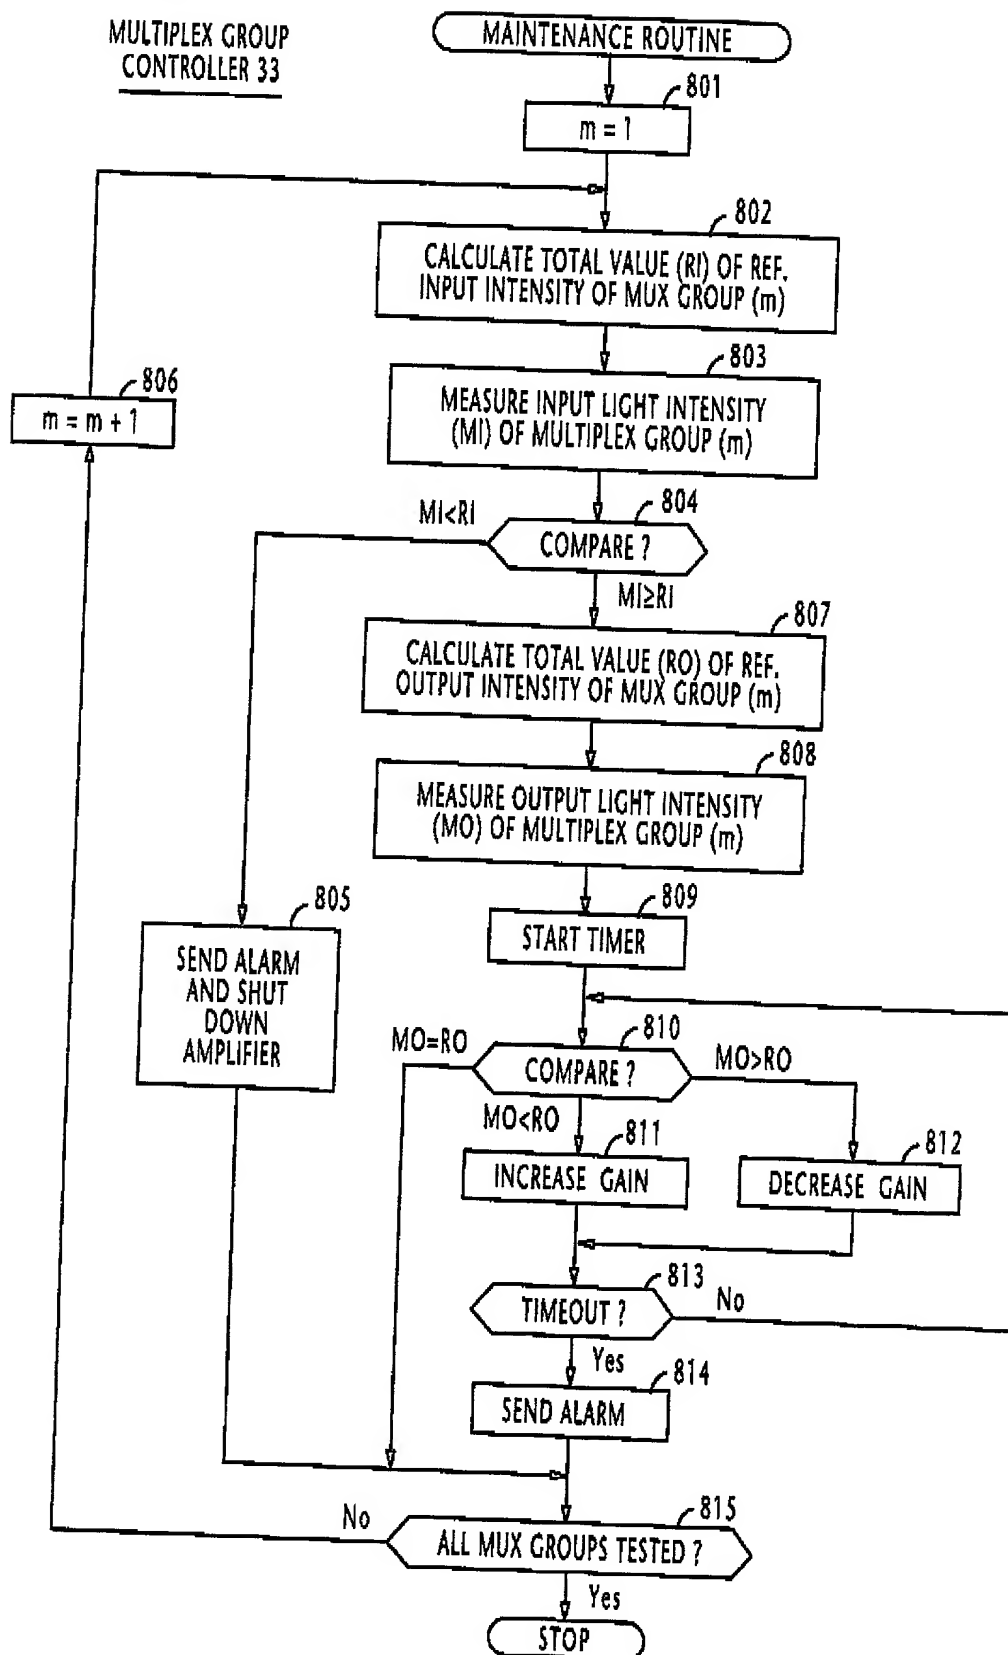 MULTIPLEX GROUP
CONTROLLER 33
MAINTENANCE ROUTINE
801
m = 1
802
CALCULATE TOTAL VALUE (RI) OF REF.
INPUT INTENSITY OF MUX GROUP (m)
803
MEASURE INPUT LIGHT INTENSITY
(MI) OF MULTIPLEX GROUP (m)
806
m = m + 1
804
MI<RI
COMPARE ?
MI≥RI
807
CALCULATE TOTAL VALUE (RO) OF REF.
OUTPUT INTENSITY OF MUX GROUP (m)
808
MEASURE OUTPUT LIGHT INTENSITY
(MO) OF MULTIPLEX GROUP (m)
805
SEND ALARM
AND SHUT
DOWN
AMPLIFIER
809
START TIMER
810
MO=RO
COMPARE ?
MO>RO
MO<RO
811
INCREASE GAIN
812
DECREASE GAIN
813
TIMEOUT ?
No
Yes
814
SEND ALARM
815
No
ALL MUX GROUPS TESTED ?
Yes
STOP